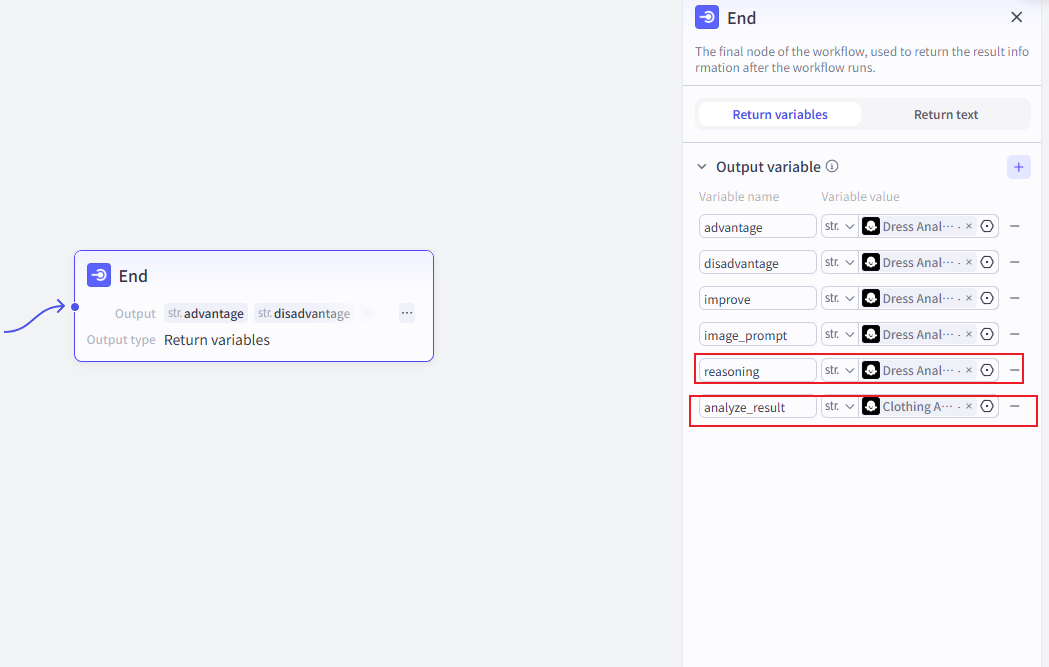 End
The final node of the workflow, used to return the result info
rmation after the workflow runs.
Return variables Return text
Output variable
Variable name Variable value
advantage str. Dress Anal··· - ×
disadvantage str. Dress Anal··· - ×
improve str. Dress Anal··· - ×
image_prompt str. Dress Anal··· - ×
reasoning str. Dress Anal··· - ×
analyze_result str. Clothing A··· - ×
End
Output str. advantage str. disadvantage ···
Output type Return variables